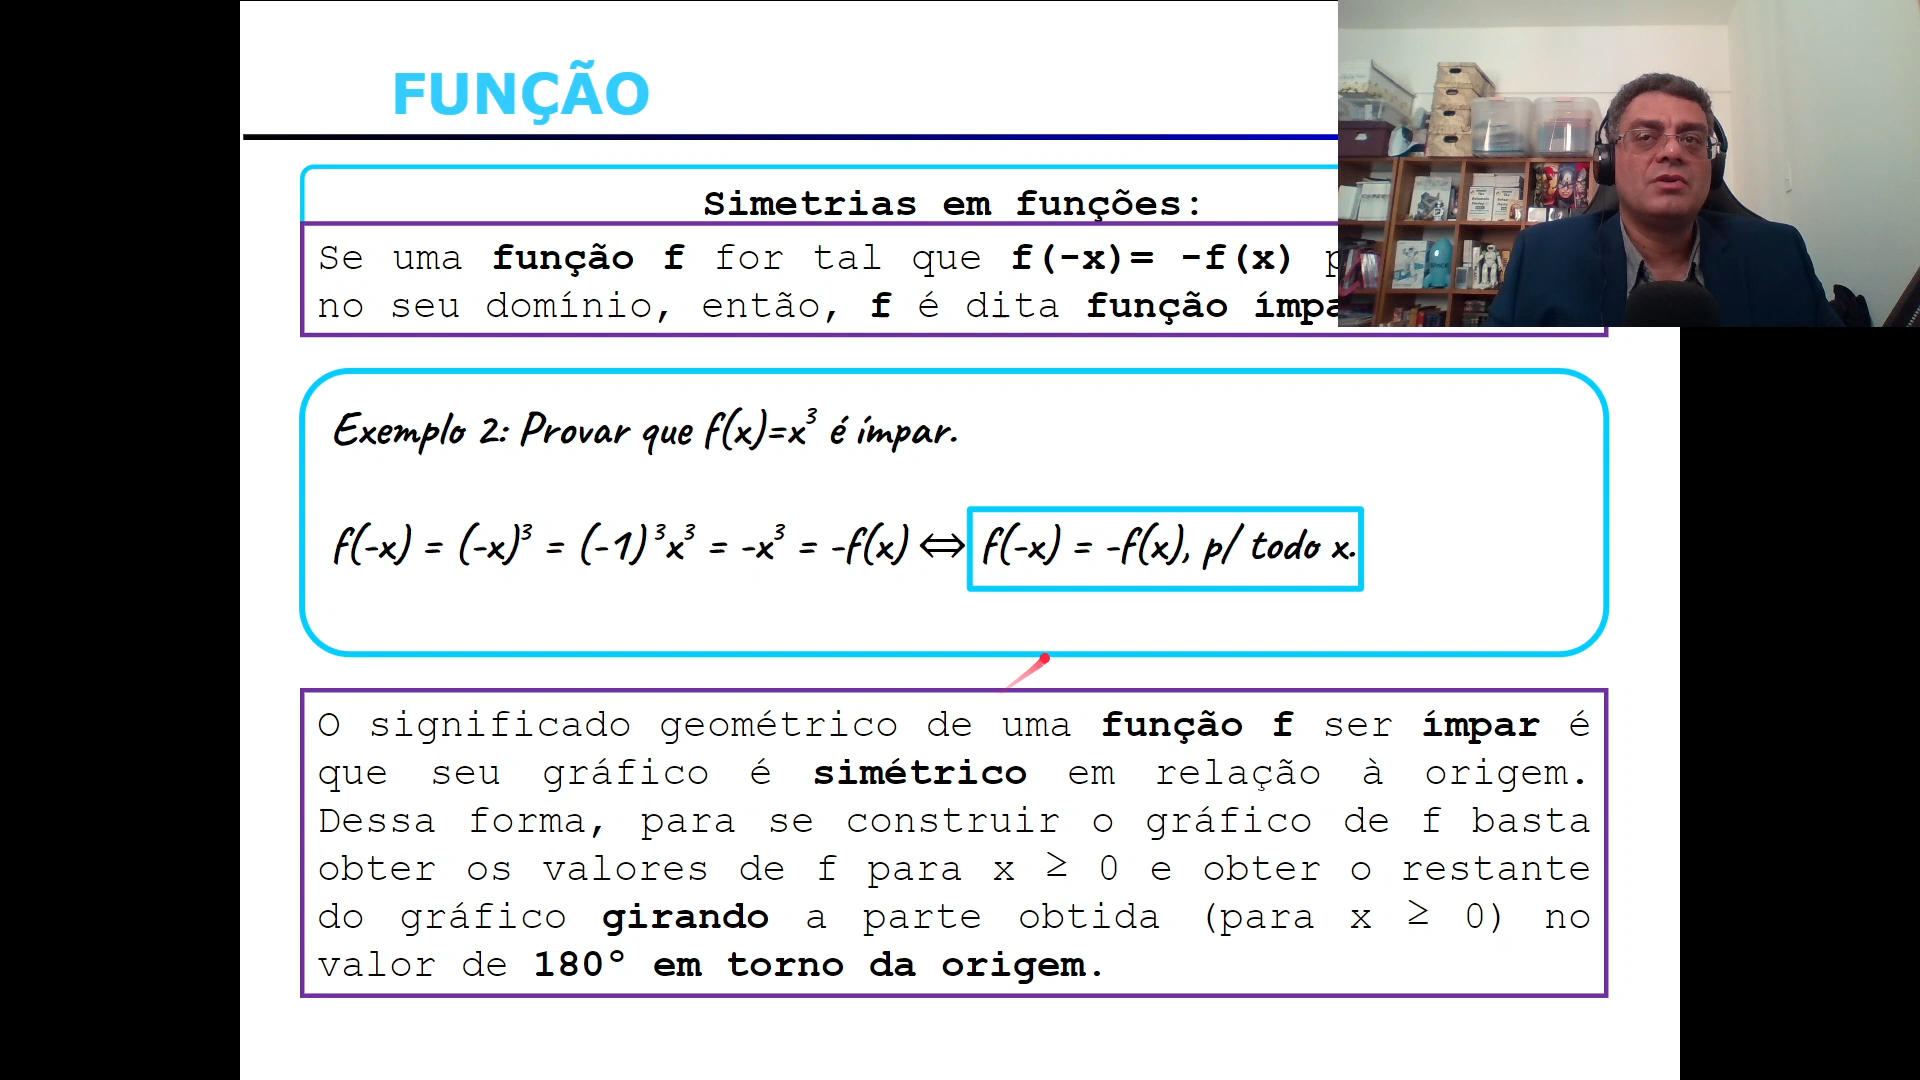 FUNÇÃO
Simetrias em funções:
Se uma função f for tal que f(-x)= -f(x)
no seu domínio, então, f é dita função
Exemplo 2: Provar que f(x)=x³ é ímpar.
f(-x) = (-x)³ = (-1)³x³ = -x³ = -f(x) ⇔ f(-x) = -f(x), p/ todo x.
O significado geométrico de uma função f ser ímpar é
que seu gráfico é simétrico em relação à origem.
Dessa forma, para se construir o gráfico de f basta
obter os valores de f para x ≥ 0 e obter o restante
do gráfico girando a parte obtida (para x ≥ 0) no
valor de 180º em torno da origem.